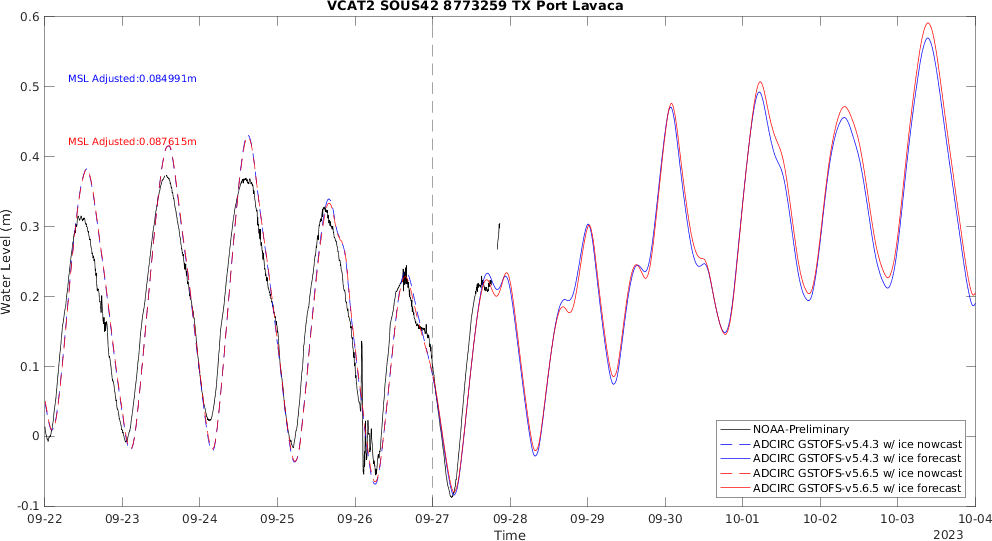 VCAT2 SOUS42 8773259 TX Port Lavaca
0.6
0.5
0.4
0.3
0.2
0.1
0
-0.1
Water Level (m)
MSL Adjusted:0.084991m
MSL Adjusted:0.087615m
NOAA-Preliminary
ADCIRC GSTOFS-v5.4.3 w/ ice nowcast
ADCIRC GSTOFS-v5.4.3 w/ ice forecast
ADCIRC GSTOFS-v5.6.5 w/ ice nowcast
ADCIRC GSTOFS-v5.6.5 w/ ice forecast
09-22 09-23 09-24 09-25 09-26 09-27 09-28 09-29 09-30 10-01 10-02 10-03 10-04
Time
2023